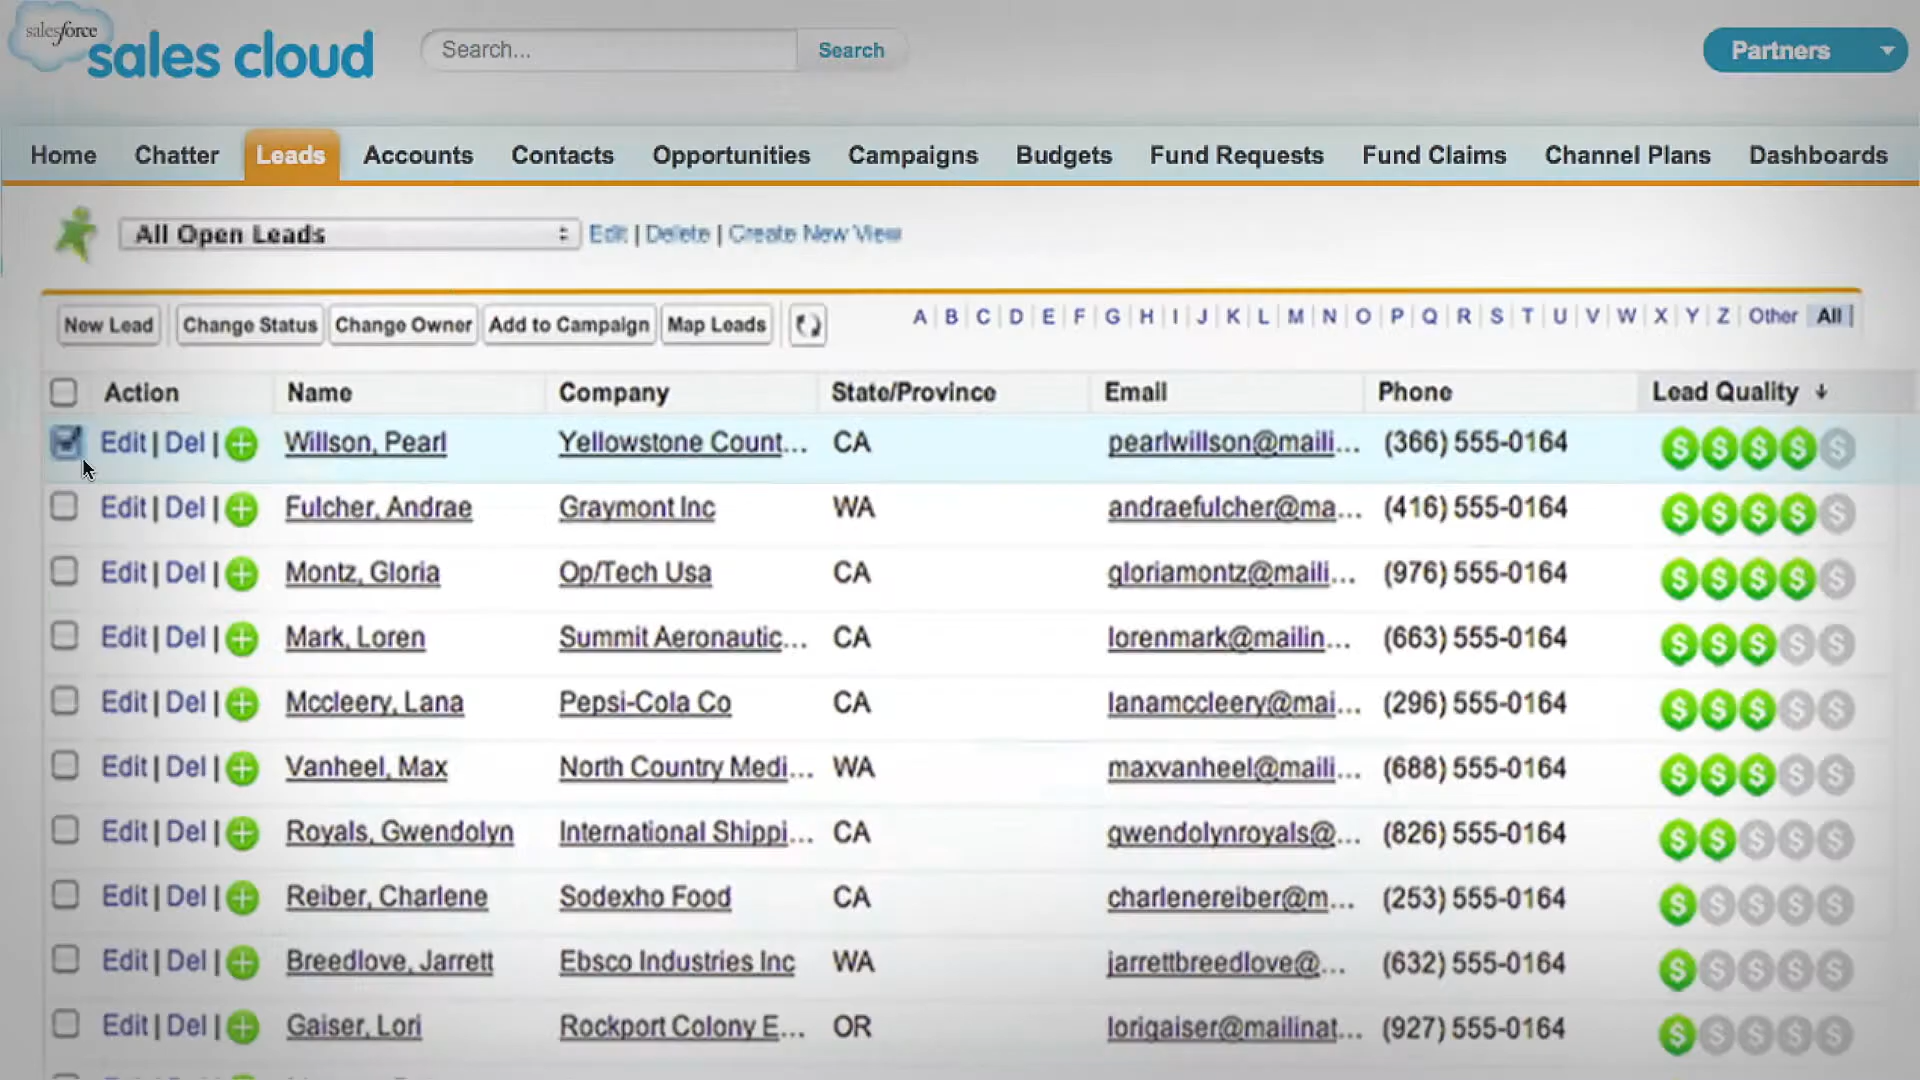 salesforce
sales cloud
Search... Search
Partners
Home Chatter Leads Accounts Contacts Opportunities Campaigns Budgets Fund Requests Fund Claims Channel Plans Dashboards
All Open Leads Edit | Delete | Create New View
New Lead Change Status Change Owner Add to Campaign Map Leads A | B | C | D | E | F | G | H | I | J | K | L | M | N | O | P | Q | R | S | T | U | V | W | X | Y | Z | Other All |
Action Name Company State/Province Email Phone Lead Quality ↓
Edit | Del | + Willson, Pearl Yellowstone Count... CA pearlwillson@maili... (366) 555-0164 $ $ $ $ $
Edit | Del | + Fulcher, Andrae Graymont Inc WA andraefulcher@ma... (416) 555-0164 $ $ $ $ $
Edit | Del | + Montz, Gloria Op/Tech Usa CA gloriamontz@maili... (976) 555-0164 $ $ $ $ $
Edit | Del | + Mark, Loren Summit Aeronautic... CA lorenmark@mailin... (663) 555-0164 $ $ $ $ $
Edit | Del | + Mccleery, Lana Pepsi-Cola Co CA lanamccleery@mai... (296) 555-0164 $ $ $ $ $
Edit | Del | + Vanheel, Max North Country Medi... WA maxvanheel@maili... (688) 555-0164 $ $ $ $ $
Edit | Del | + Royals, Gwendolyn International Shippi... CA gwendolynroyals@... (826) 555-0164 $ $ $ $ $
Edit | Del | + Reiber, Charlene Sodexho Food CA charlenereiber@m... (253) 555-0164 $ $ $ $ $
Edit | Del | + Breedlove, Jarrett Ebsco Industries Inc WA jarrettbreedlove@... (632) 555-0164 $ $ $ $ $
Edit | Del | + Gaiser, Lori Rockport Colony E... OR lorigaiser@mailinat... (927) 555-0164 $ $ $ $ $